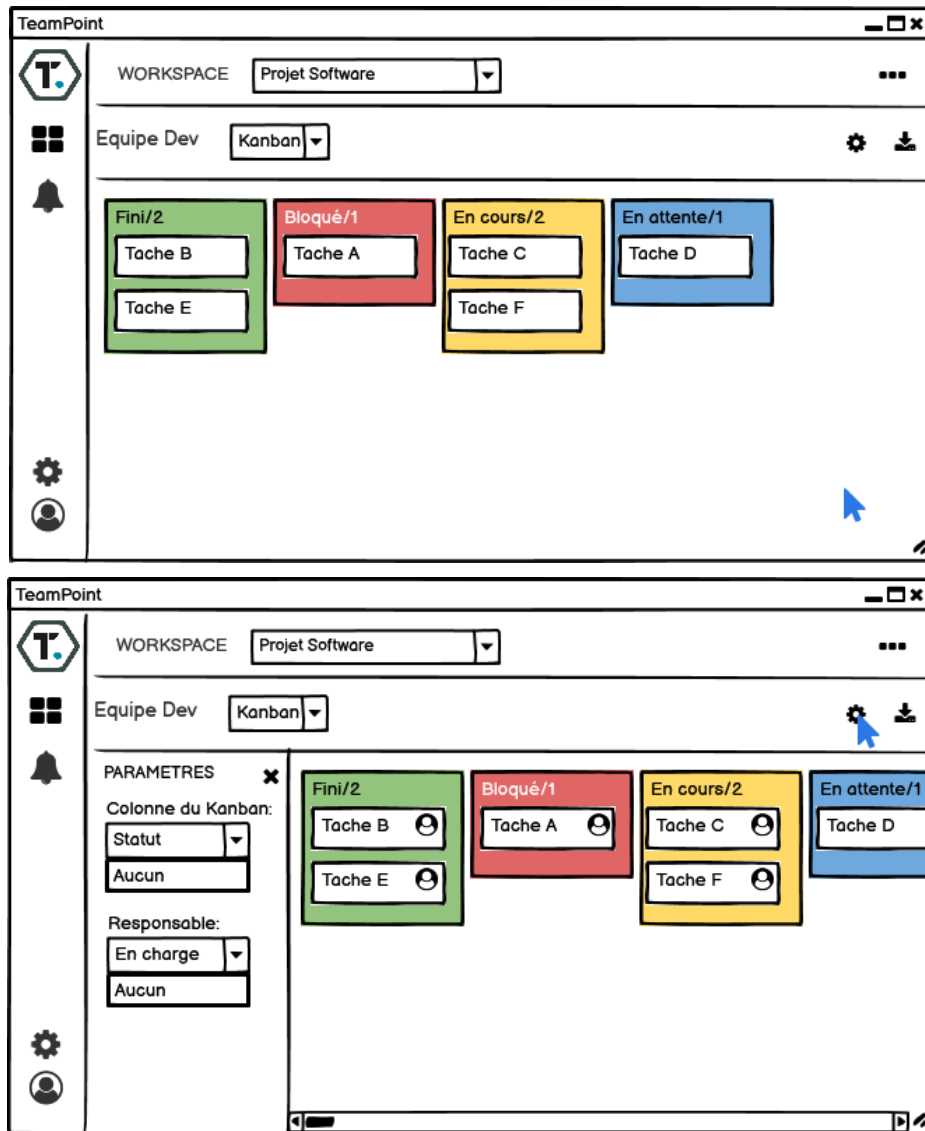 TeamPoint
T.
WORKSPACE Projet Software
Equipe Dev Kanban
Fini/2 Bloqué/1 En cours/2 En attente/1
Tache B Tache A Tache C Tache D
Tache E Tache F
TeamPoint
T.
WORKSPACE Projet Software
Equipe Dev Kanban
PARAMETRES
Colonne du Kanban:
Statut
Aucun
Responsable:
En charge
Aucun
Fini/2 Bloqué/1 En cours/2 En attente/1
Tache B Tache A Tache C Tache D
Tache E Tache F